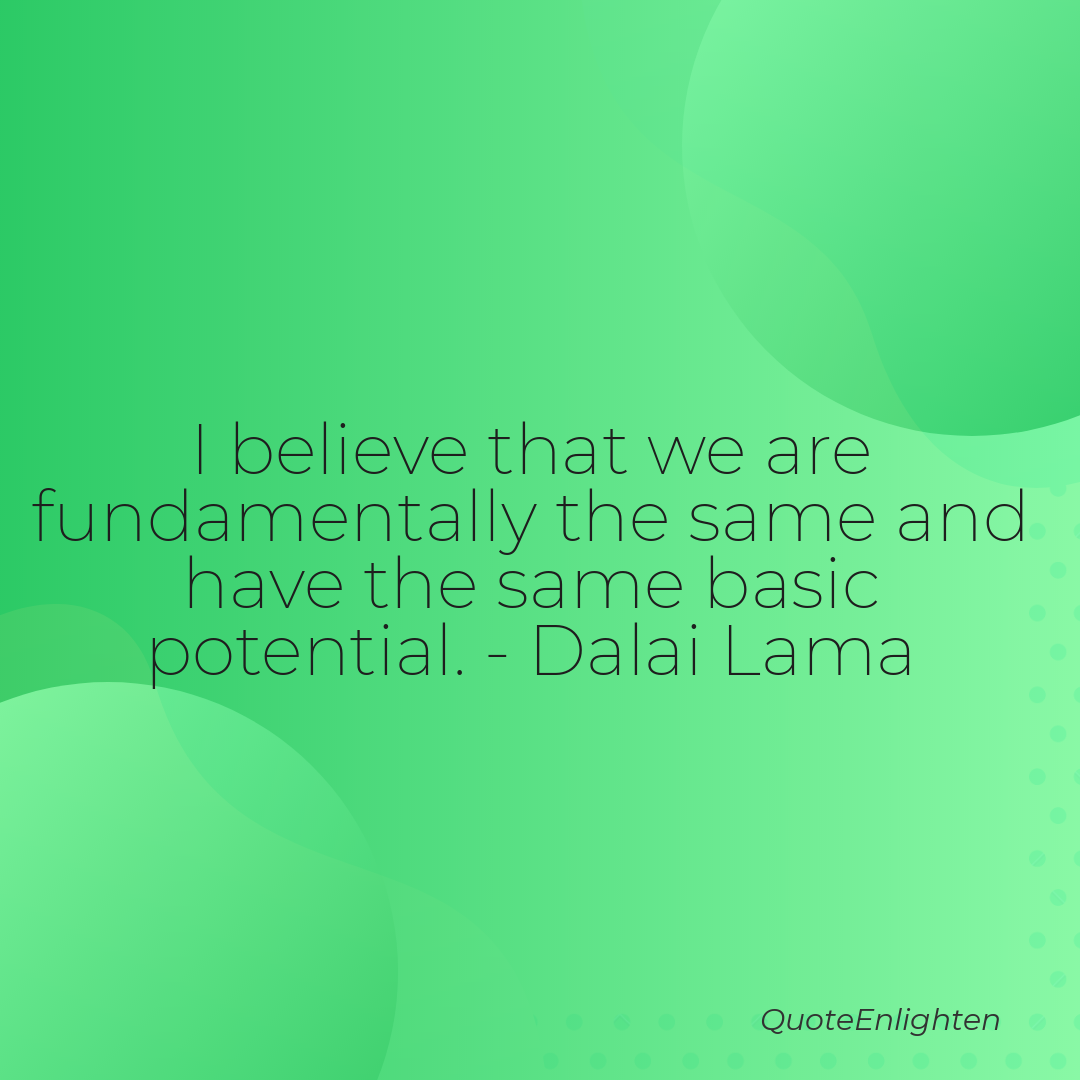 I believe that we are
fundamentally the same and
have the same basic
potential. - Dalai Lama
QuoteEnlighten